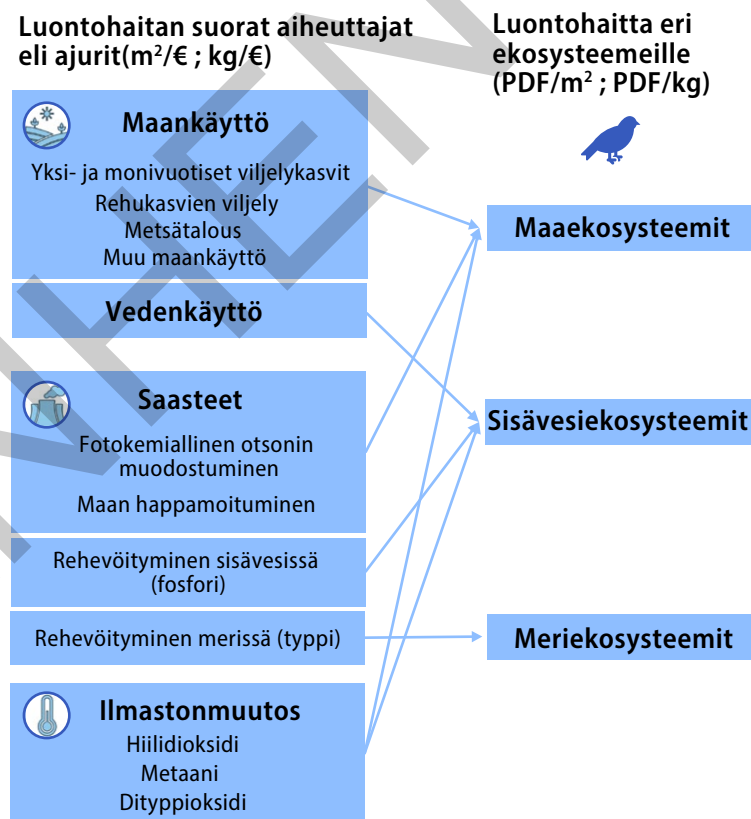 Luontohaitan suorat aiheuttajat
eli ajurit(m²/€ ; kg/€)
Maankäyttö
Yksi- ja monivuotiset viljelykasvit
Rehukasvien viljely
Metsätalous
Muu maankäyttö
Vedenkäyttö
Saasteet
Fotokemiallinen otsonin
muodostuminen
Maan happamoituminen
Rehevöityminen sisävesissä
(fosfori)
Rehevöityminen merissä (typpi)
Ilmastonmuutos
Hiilidioksidi
Metaani
Dityppioksidi
Luontohaitta eri
ekosysteemeille
(PDF/m² ; PDF/kg)
Maaekosysteemit
Sisävesiekosysteemit
Meriekosysteemit